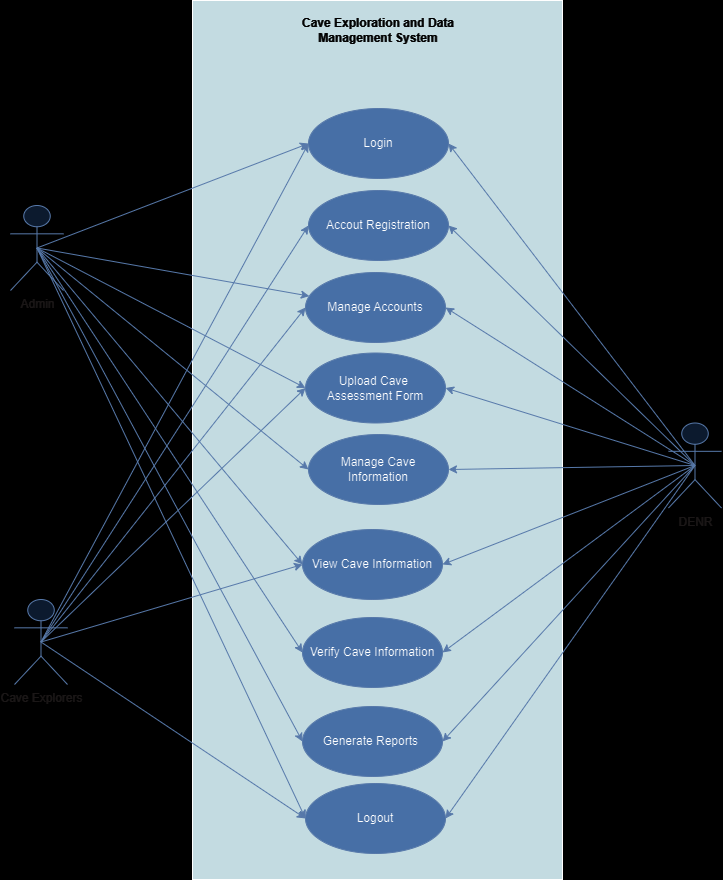 Cave Exploration and Data
Management System
Login
Accout Registration
Admin
Manage Accounts
Upload Cave
Assessment Form
Manage Cave
Information
DENR
View Cave Information
Verify Cave Information
Cave Explorers
Generate Reports
Logout